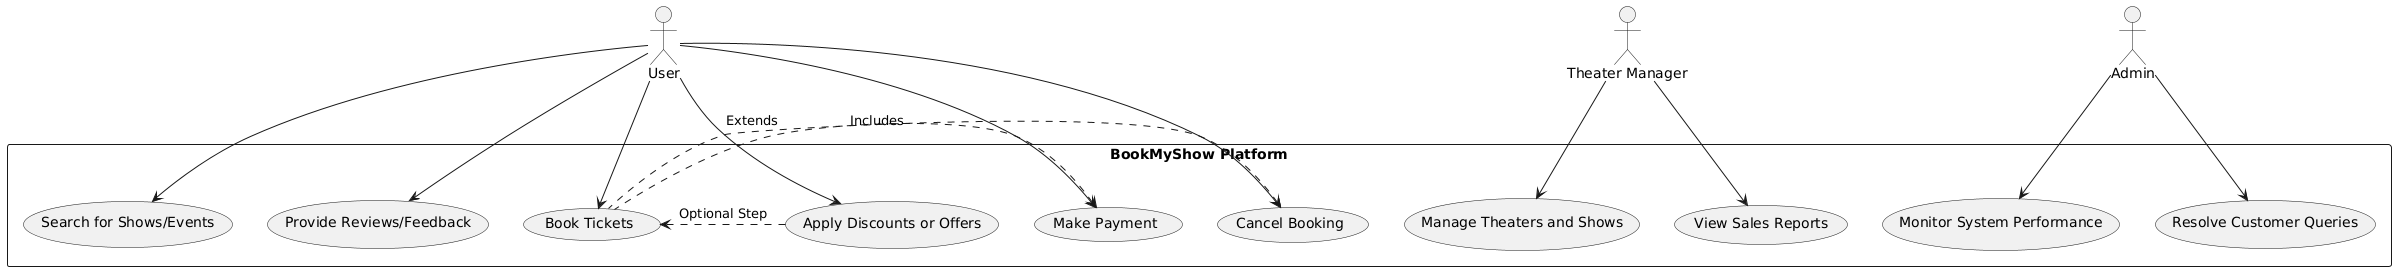 User
Theater Manager
Admin
Extends
Includes
BookMyShow Platform
Optional Step
Search for Shows/Events
Provide Reviews/Feedback
Book Tickets
Apply Discounts or Offers
Make Payment
Cancel Booking
Manage Theaters and Shows
View Sales Reports
Monitor System Performance
Resolve Customer Queries